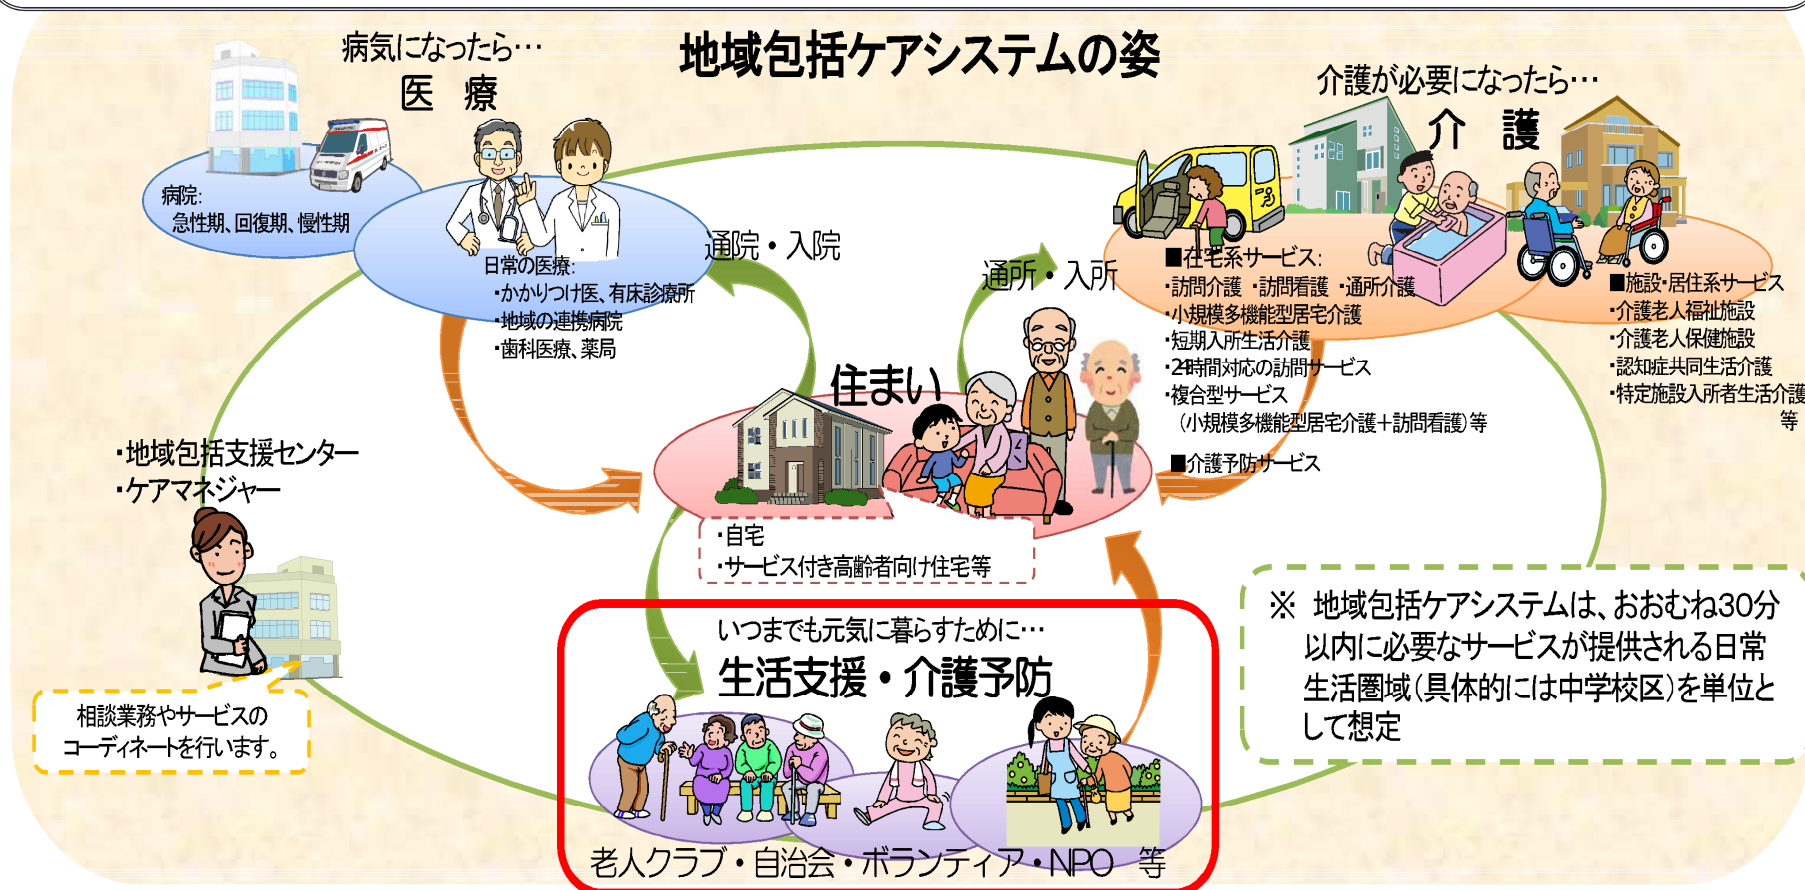 地域包括ケアシステムの姿
病気になったら…
医 療
病院:
急性期、回復期、慢性期
日常の医療:
・かかりつけ医、有床診療所
・地域の連携病院
・歯科医療、薬局
通院・入院
通所・入所
介護が必要になったら…
介 護
■在宅系サービス:
・訪問介護 ・訪問看護 ・通所介護
・小規模多機能型居宅介護
・短期入所生活介護
・24時間対応の訪問サービス
・複合型サービス
(小規模多機能型居宅介護+訪問看護)等
■介護予防サービス
■施設・居住系サービス
・介護老人福祉施設
・介護老人保健施設
・認知症共同生活介護
・特定施設入所者生活介護
等
住まい
・自宅
・サービス付き高齢者向け住宅等
・地域包括支援センター
・ケアマネジャー
相談業務やサービスの
コーディネートを行います。
いつまでも元気に暮らすために…
生活支援・介護予防
老人クラブ・自治会・ボランティア・NPO 等
※ 地域包括ケアシステムは、おおむね30分
以内に必要なサービスが提供される日常
生活圏域(具体的には中学校区)を単位と
して想定